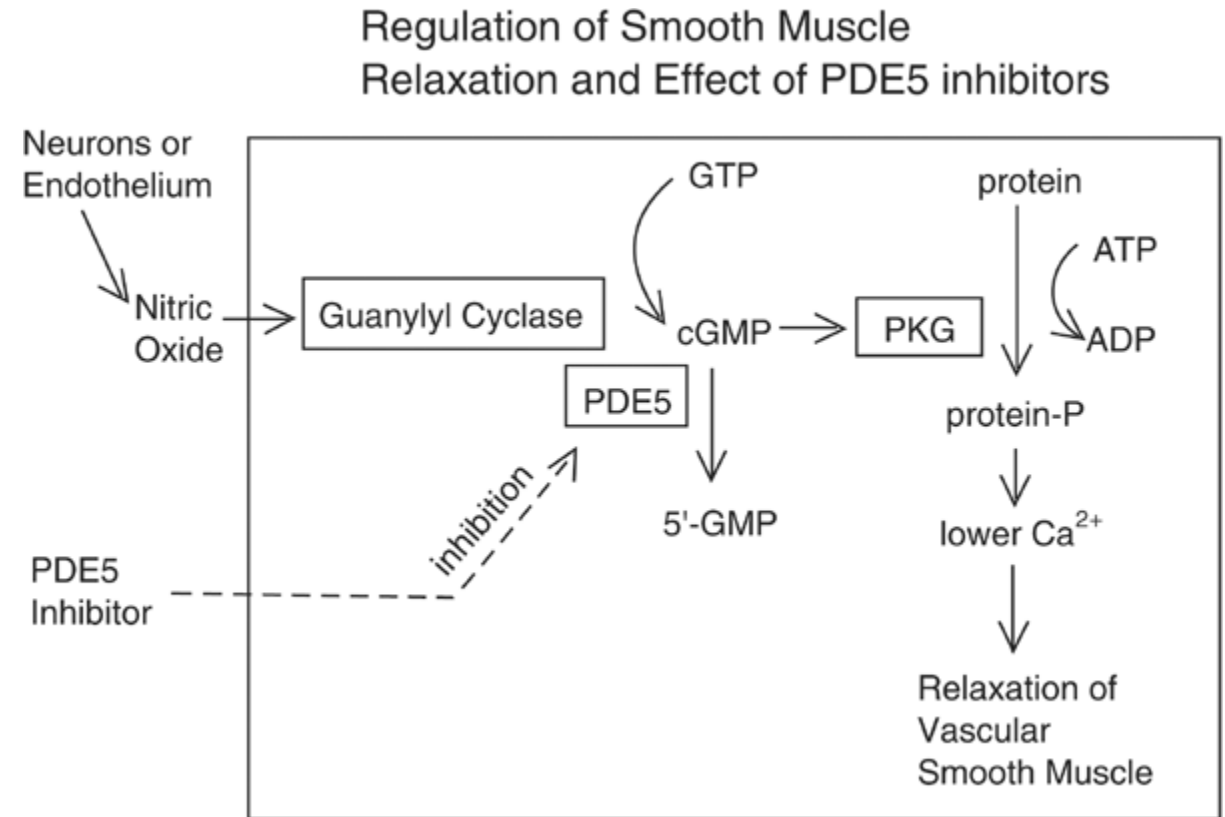 Regulation of Smooth Muscle
Relaxation and Effect of PDE5 inhibitors
Neurons or
Endothelium
Nitric
Oxide
Guanylyl Cyclase
GTP
cGMP
PDE5
5'-GMP
PKG
protein
ATP
ADP
protein-P
lower Ca²⁺
Relaxation of
Vascular
Smooth Muscle
inhibition
PDE5
Inhibitor